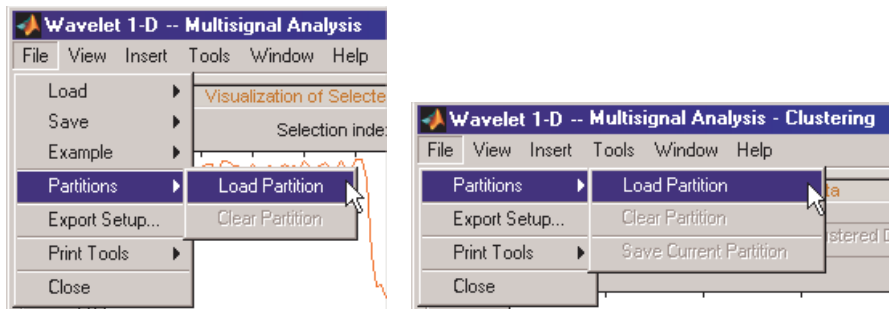 Wavelet 1-D -- Multisignal Analysis
File View Insert Tools Window Help
Load
Save
Example
Partitions
Export Setup...
Print Tools
Close
Load Partition
Clear Partition
Visualization of Selecte
Selection inde
Wavelet 1-D -- Multisignal Analysis - Clustering
File View Insert Tools Window Help
Partitions
Export Setup...
Print Tools
Close
Load Partition
Clear Partition
Save Current Partition
ta
stered D